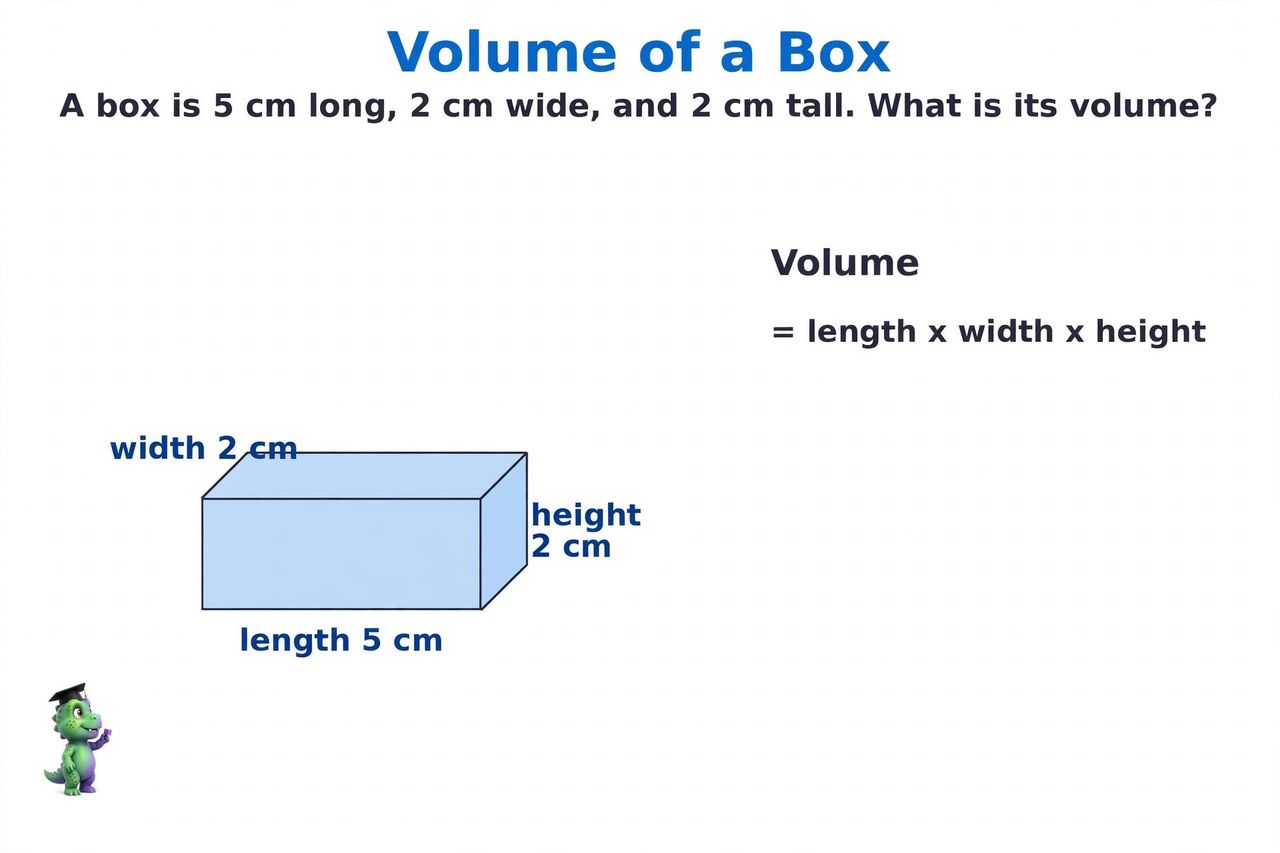 Volume of a Box
A box is 5 cm long, 2 cm wide, and 2 cm tall. What is its volume?
Volume
= length x width x height
width 2 cm
height
2 cm
length 5 cm